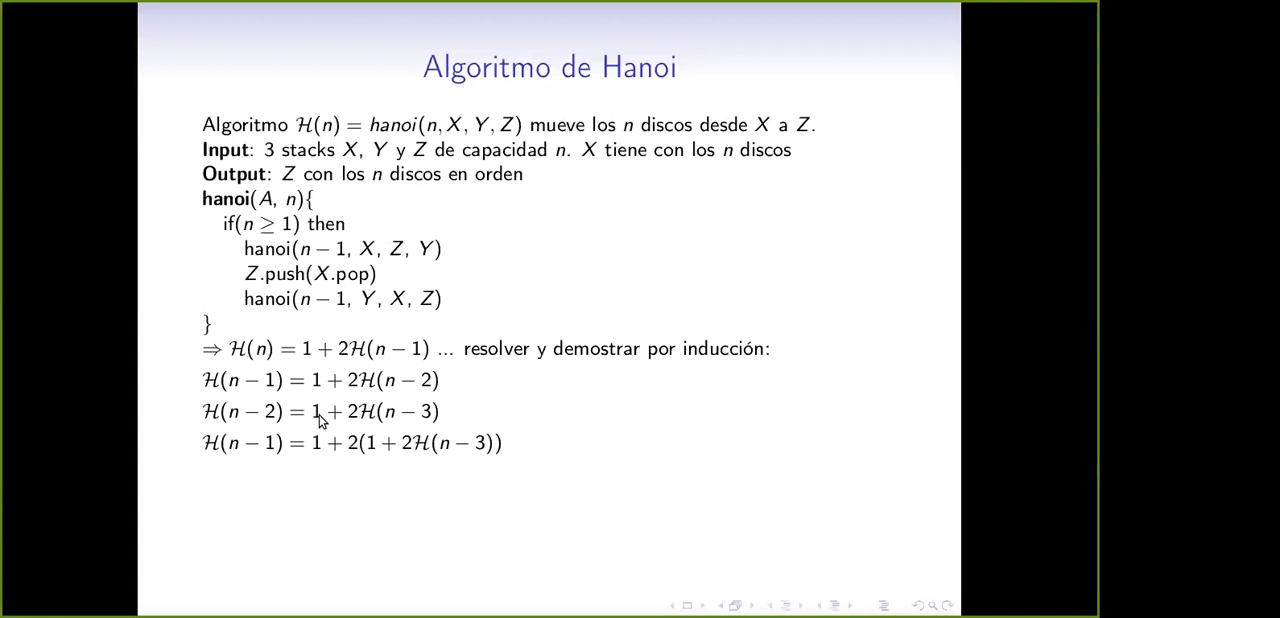 Algoritmo de Hanoi
Algoritmo ℋ(n) = hanoi(n, X, Y, Z) mueve los n discos desde X a Z.
Input: 3 stacks X, Y y Z de capacidad n. X tiene con los n discos
Output: Z con los n discos en orden
hanoi(A, n){
if(n ≥ 1) then
hanoi(n − 1, X, Z, Y)
Z.push(X.pop)
hanoi(n − 1, Y, X, Z)
}
⇒ ℋ(n) = 1 + 2ℋ(n − 1) ... resolver y demostrar por inducción:
ℋ(n − 1) = 1 + 2ℋ(n − 2)
ℋ(n − 2) = 1 + 2ℋ(n − 3)
ℋ(n − 1) = 1 + 2(1 + 2ℋ(n − 3))